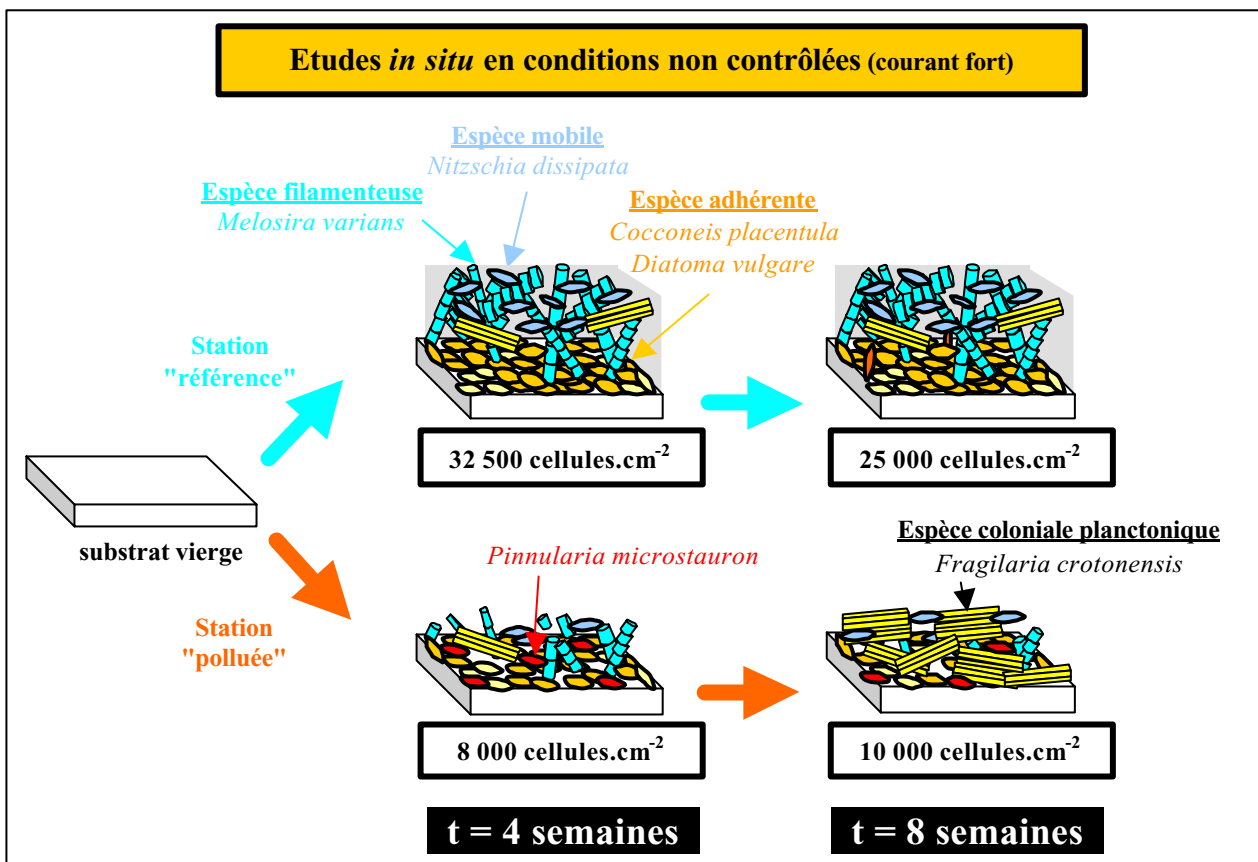 Etudes in situ en conditions non contrôlées (courant fort)
Espèce mobile
Nitzschia dissipata
Espèce filamenteuse
Melosira varians
Espèce adhérente
Cocconeis placentula
Diatoma vulgare
Station
"référence"
32 500 cellules.cm-2
25 000 cellules.cm-2
substrat vierge
Station
"polluée"
Pinnularia microstauron
Espèce coloniale planctonique
Fragilaria crotonensis
8 000 cellules.cm-2
10 000 cellules.cm-2
t = 4 semaines
t = 8 semaines